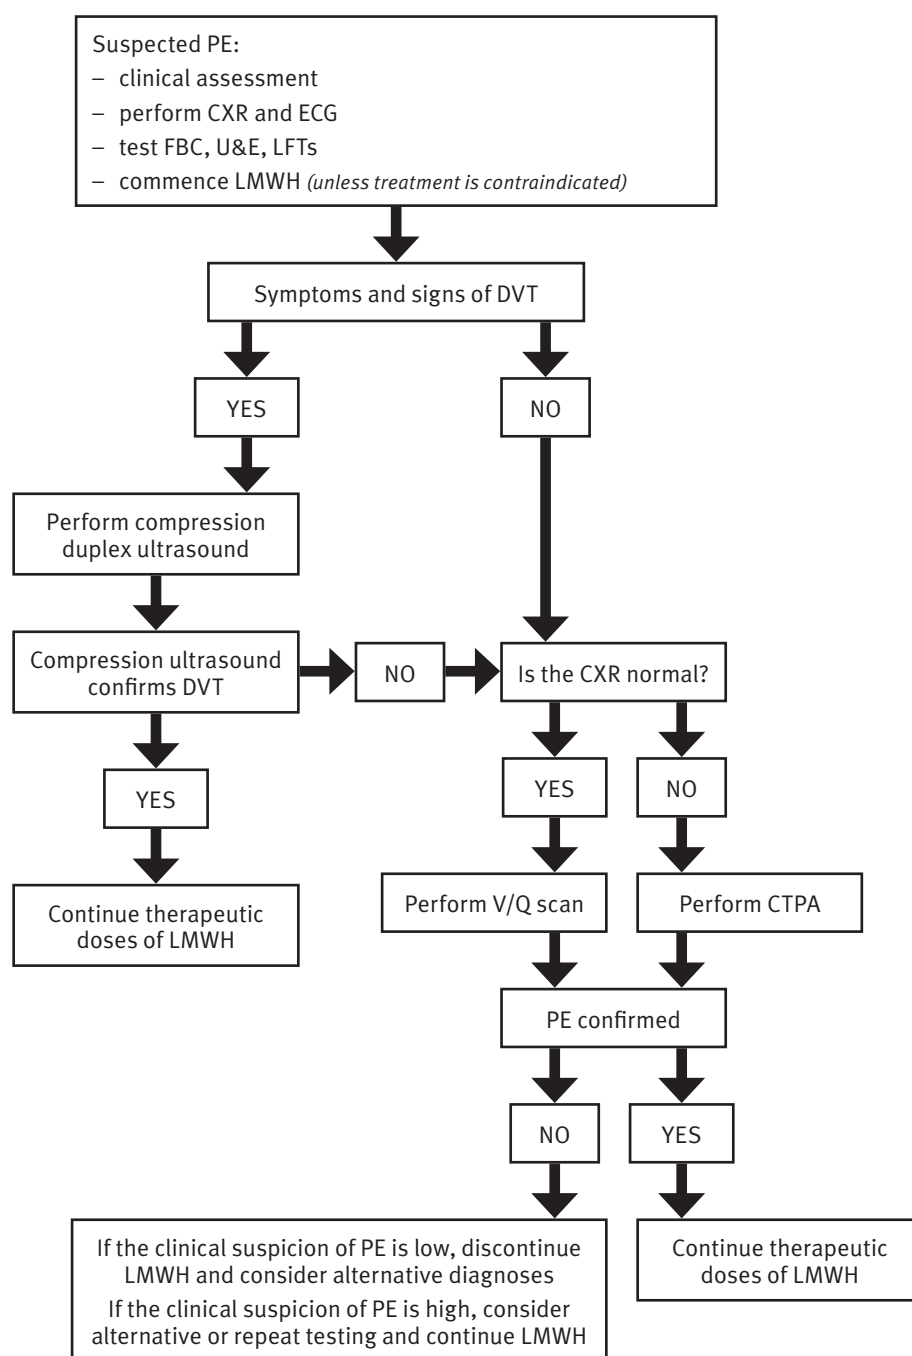 Suspected PE:
– clinical assessment
– perform CXR and ECG
– test FBC, U&E, LFTs
– commence LMWH (unless treatment is contraindicated)
Symptoms and signs of DVT
YES
NO
Perform compression
duplex ultrasound
Compression ultrasound
confirms DVT
NO
Is the CXR normal?
YES
YES
NO
Continue therapeutic
doses of LMWH
Perform V/Q scan
Perform CTPA
PE confirmed
NO
YES
If the clinical suspicion of PE is low, discontinue
LMWH and consider alternative diagnoses
If the clinical suspicion of PE is high, consider
alternative or repeat testing and continue LMWH
Continue therapeutic
doses of LMWH